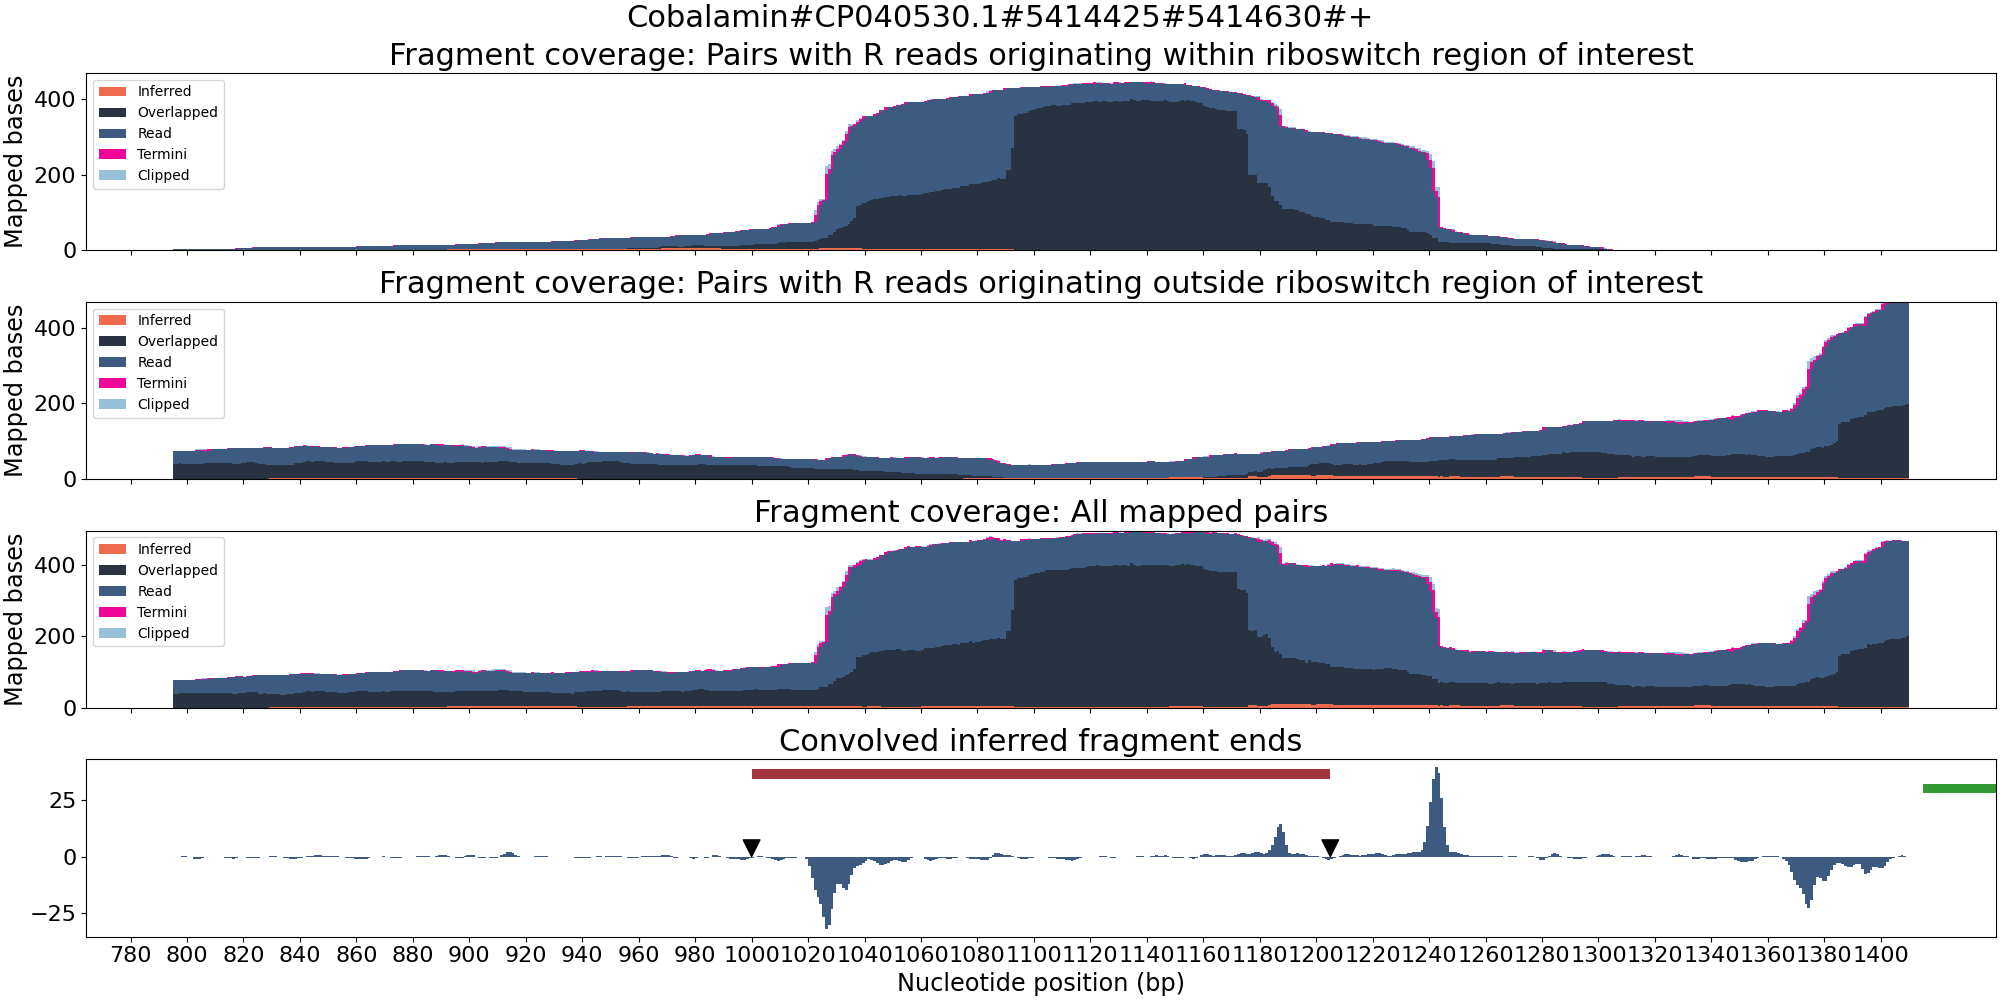 Cobalamin#CP040530.1#5414425#5414630#+
Fragment coverage: Pairs with R reads originating within riboswitch region of interest
Mapped bases
400
200
0
Inferred
Overlapped
Read
Termini
Clipped
Fragment coverage: Pairs with R reads originating outside riboswitch region of interest
Mapped bases
400
200
0
Inferred
Overlapped
Read
Termini
Clipped
Fragment coverage: All mapped pairs
Mapped bases
400
200
0
Inferred
Overlapped
Read
Termini
Clipped
Convolved inferred fragment ends
25
0
−25
780 800 820 840 860 880 900 920 940 960 980 1000 1020 1040 1060 1080 1100 1120 1140 1160 1180 1200 1220 1240 1260 1280 1300 1320 1340 1360 1380 1400
Nucleotide position (bp)